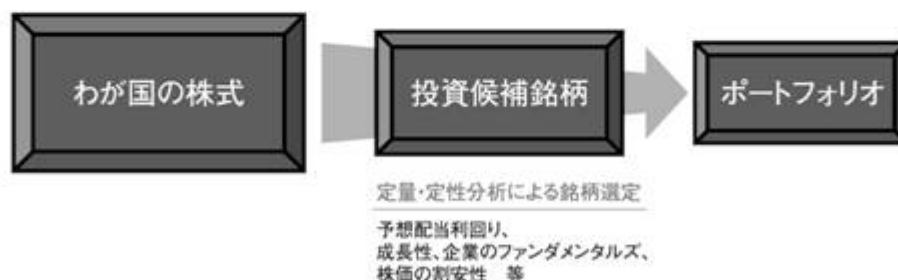 わが国の株式
投資候補銘柄
ポートフォリオ
定量・定性分析による銘柄選定
予想配当利回り、
成長性、企業のファンダメンタルズ、
株価の割安性　等